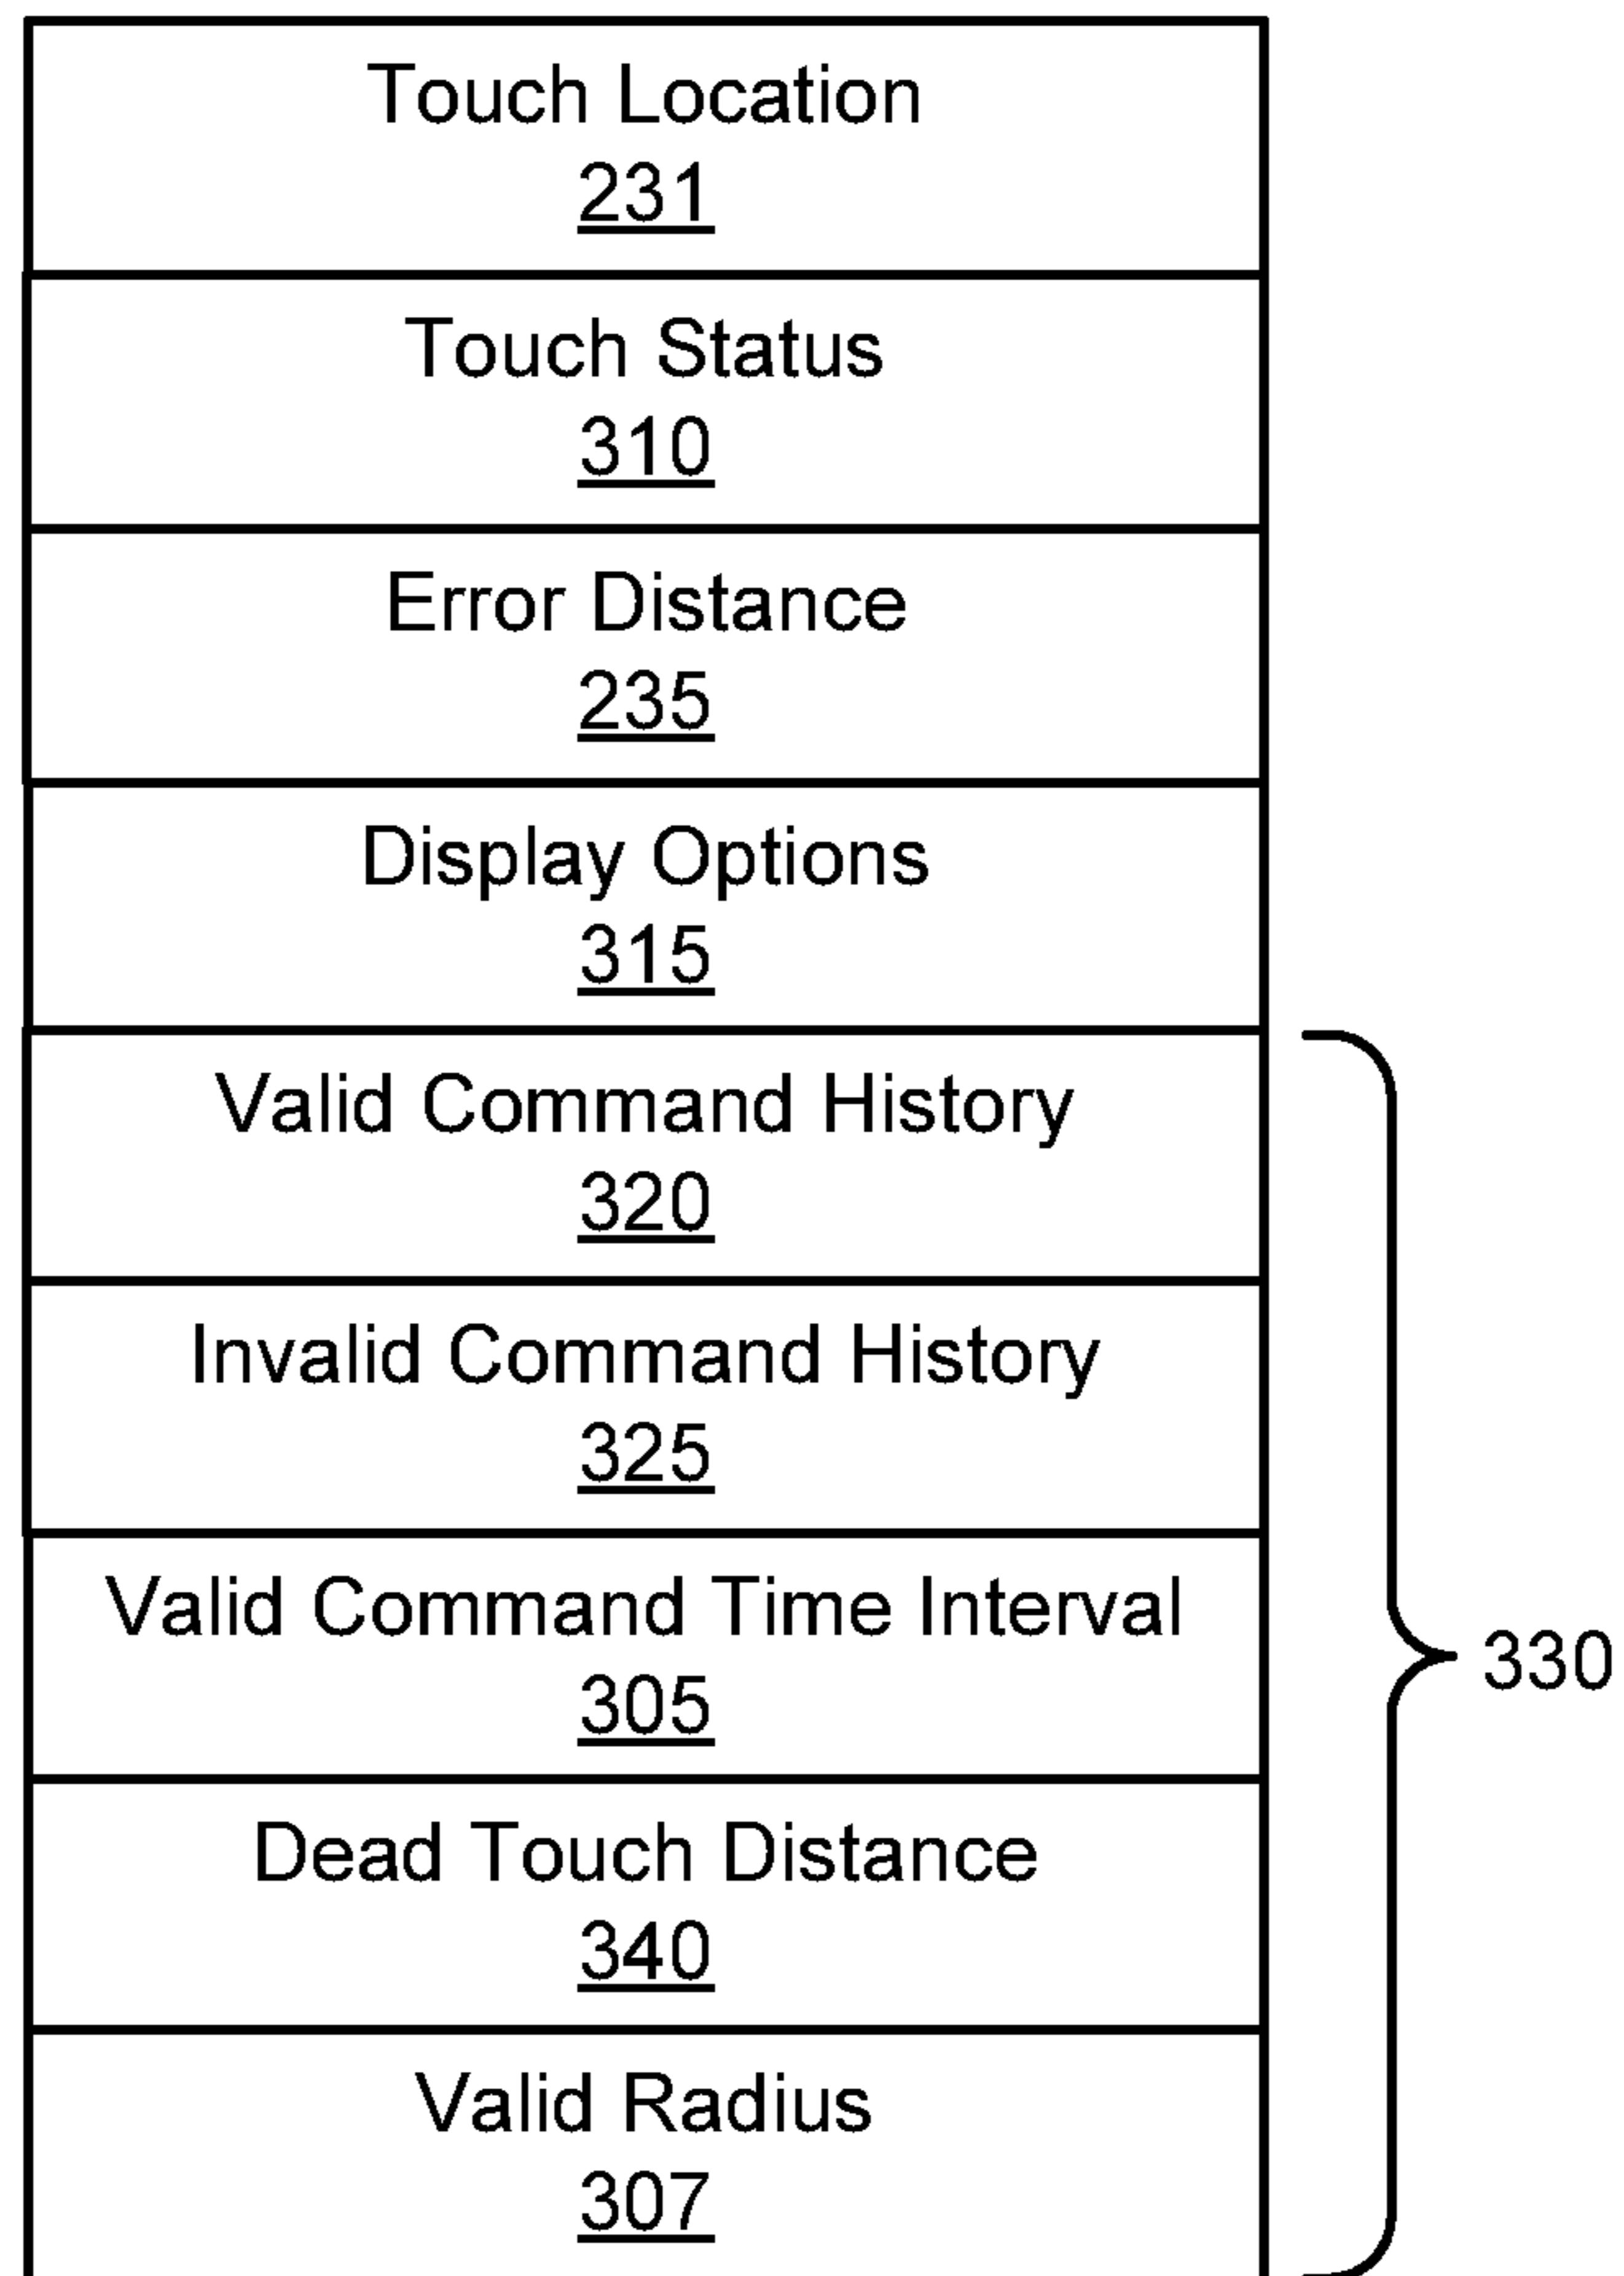 Touch Location
231
Touch Status
310
Error Distance
235
Display Options
315
Valid Command History
320
Invalid Command History
325
Valid Command Time Interval
305
330
Dead Touch Distance
340
Valid Radius
307